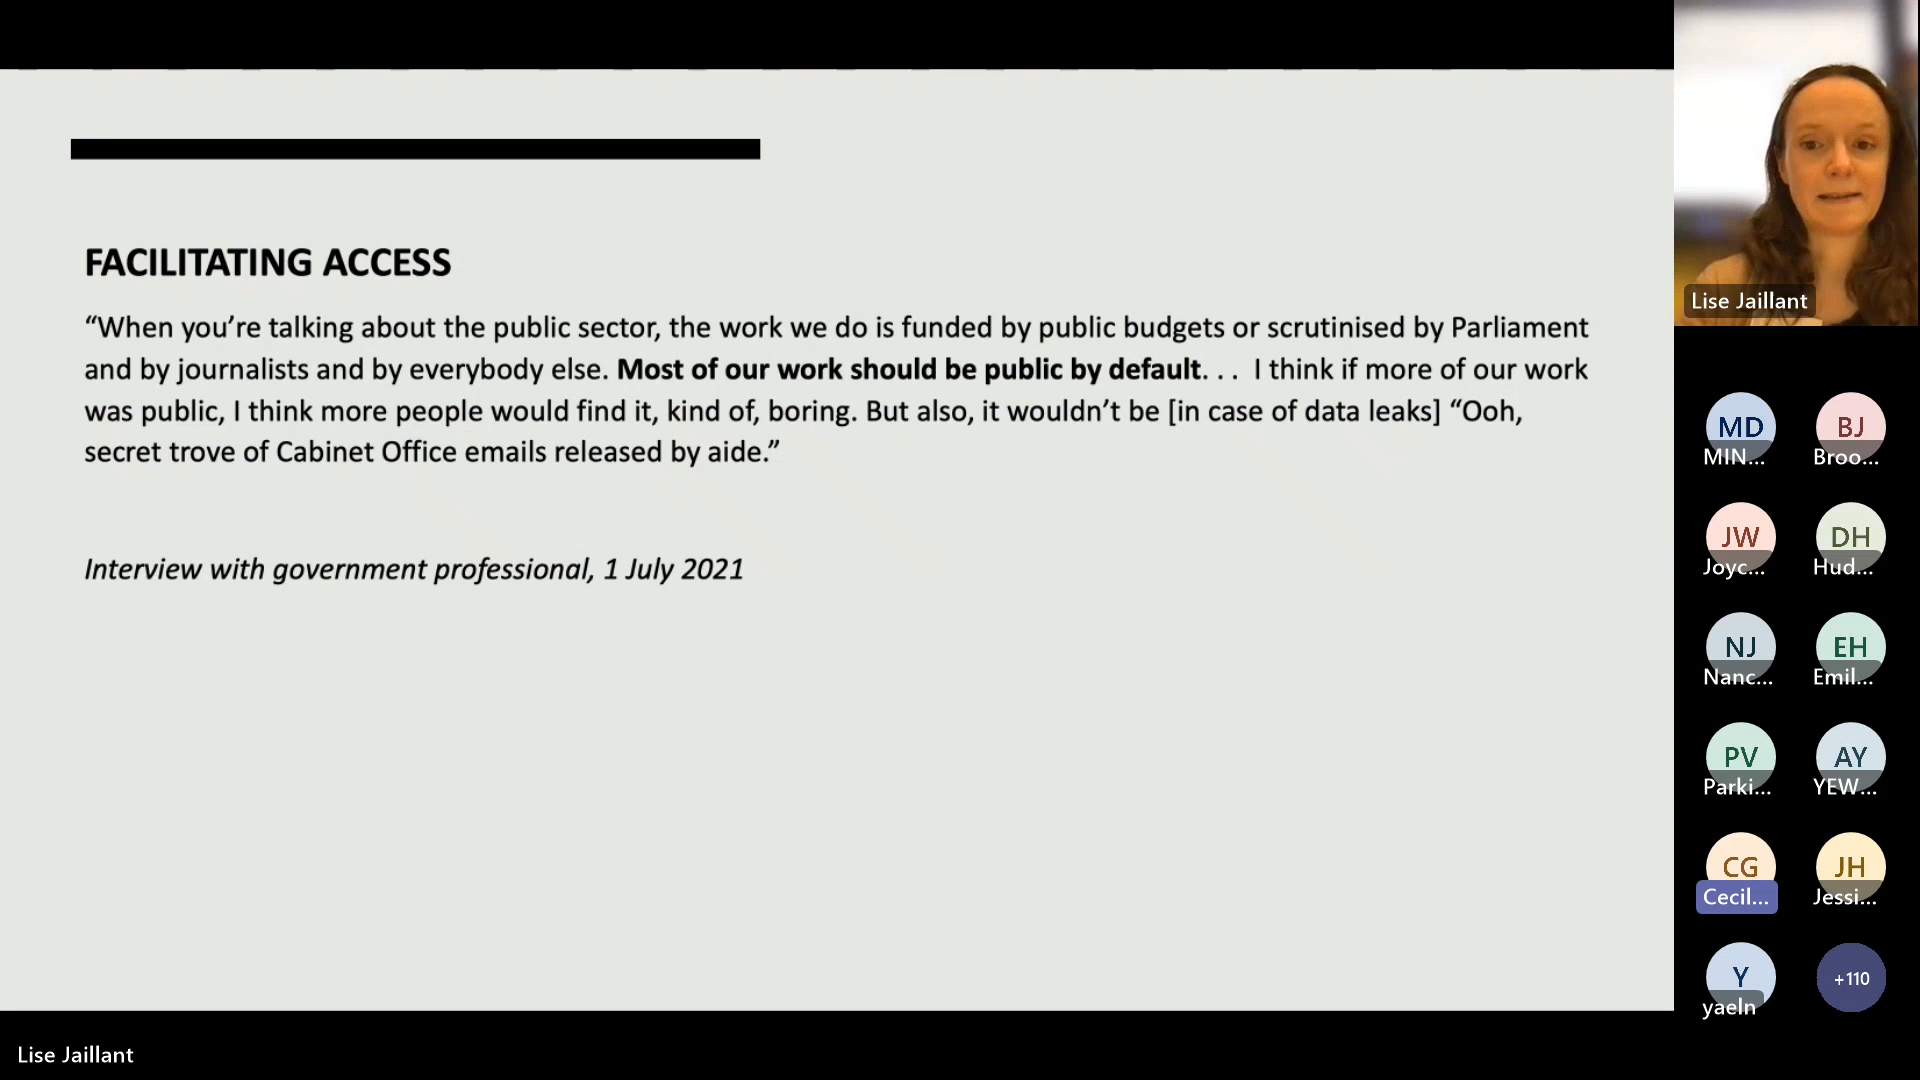 FACILITATING ACCESS
“When you’re talking about the public sector, the work we do is funded by public budgets or scrutinised by Parliament
and by journalists and by everybody else. Most of our work should be public by default. . .  I think if more of our work
was public, I think more people would find it, kind of, boring. But also, it wouldn’t be [in case of data leaks] “Ooh,
secret trove of Cabinet Office emails released by aide.”
Interview with government professional, 1 July 2021
Lise Jaillant
Lise Jaillant
MD
MIN...
BJ
Broo...
JW
Joyc...
DH
Hud...
NJ
Nanc...
EH
Emil...
PV
Parki...
AY
YEW...
CG
Cecil...
JH
Jessi...
Y
yaeln
+110